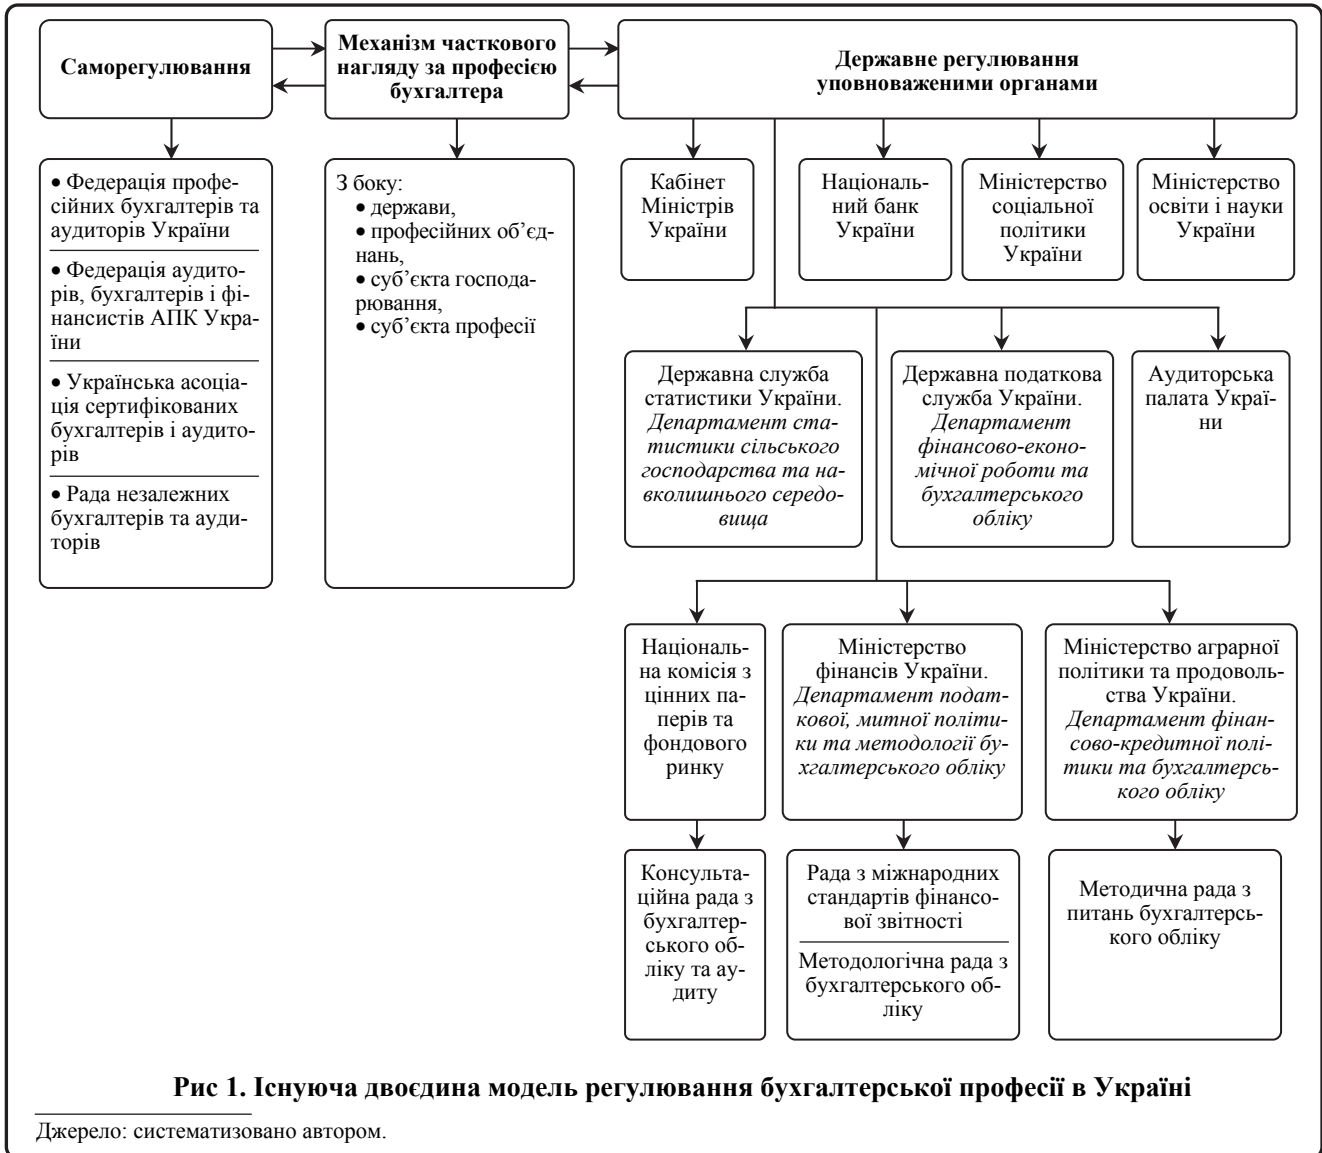 Саморегулювання
Механізм часткового
нагляду за професією
бухгалтера
Державне регулювання
уповноваженими органами
• Федерація профе-
сійних бухгалтерів та
аудиторів України
• Федерація аудито-
рів, бухгалтерів і фі-
нансистів АПК Укра-
їни
• Українська асоціа-
ція сертифікованих
бухгалтерів і аудито-
рів
• Рада незалежних
бухгалтерів та ауди-
торів
З боку:
• держави,
• професійних об’єд-
нань,
• суб’єкта господа-
рювання,
• суб’єкта професії
Кабінет
Міністрів
України
Національ-
ний банк
України
Міністерство
соціальної
політики
України
Міністерство
освіти і науки
України
Державна служба
статистики України.
Департамент ста-
тистики сільського
господарства та на-
вколишнього середо-
вища
Державна податкова
служба України.
Департамент
фінансово-еконо-
мічної роботи та
бухгалтерського
обліку
Аудиторська
палата Украї-
ни
Національ-
на комісія з
цінних па-
перів та
фондового
ринку
Міністерство
фінансів України.
Департамент подат-
кової, митної політи-
ки та методології бу-
хгалтерського обліку
Міністерство аграрної
політики та продоволь-
ства України.
Департамент фінан-
сово-кредитної полі-
тики та бухгалтерсь-
кого обліку
Консульта-
ційна рада з
бухгалтер-
ського об-
ліку та ау-
диту
Рада з міжнародних
стандартів фінансо-
вої звітності
Методологічна рада з
бухгалтерського об-
ліку
Методична рада з
питань бухгалтерсь-
кого обліку
Рис 1. Існуюча двоєдина модель регулювання бухгалтерської професії в Україні
Джерело: систематизовано автором.